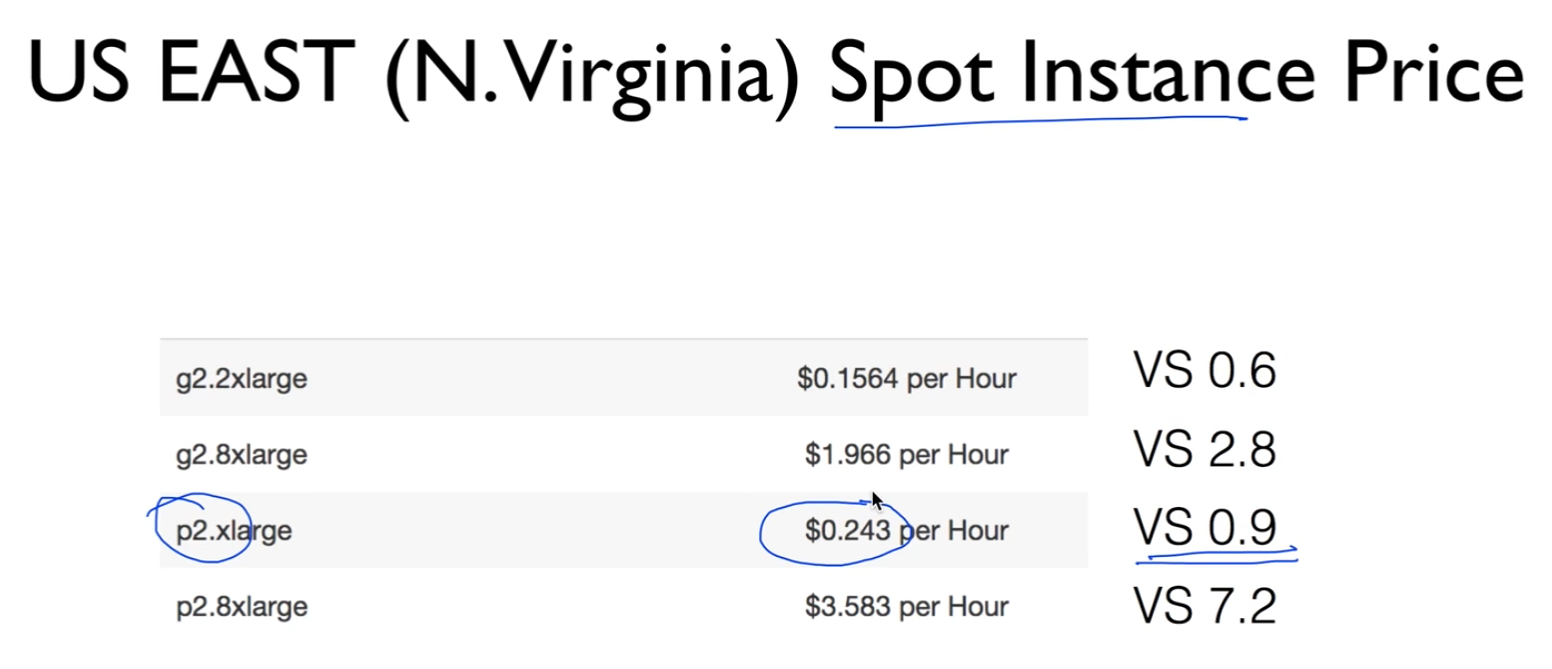 US EAST (N.Virginia) Spot Instance Price
g2.2xlarge $0.1564 per Hour VS 0.6
g2.8xlarge $1.966 per Hour VS 2.8
p2.xlarge $0.243 per Hour VS 0.9
p2.8xlarge $3.583 per Hour VS 7.2